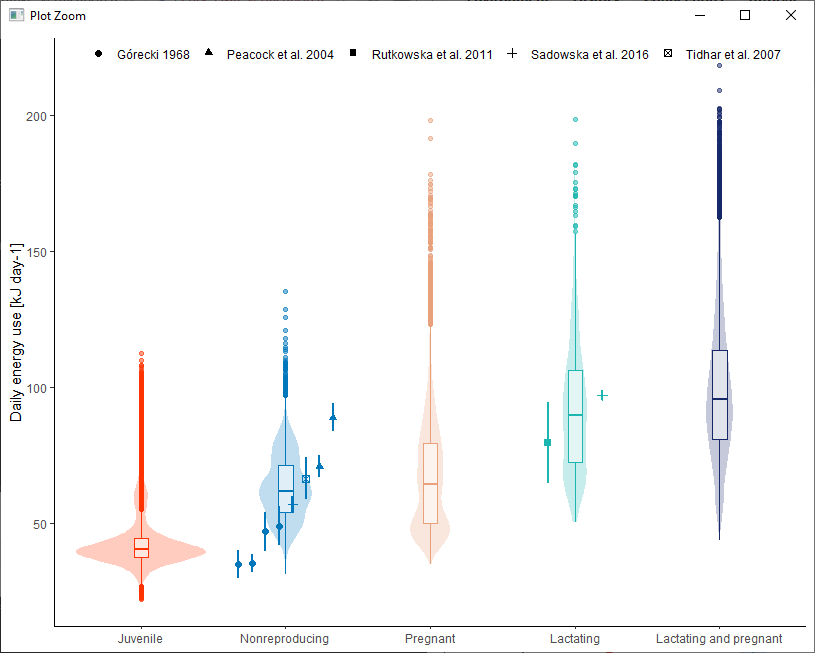 Plot Zoom
Górecki 1968 Peacock et al. 2004 Rutkowska et al. 2011 Sadowska et al. 2016 Tidhar et al. 2007
Daily energy use [kJ day-1]
200
150
100
50
Juvenile Nonreproducing Pregnant Lactating Lactating and pregnant